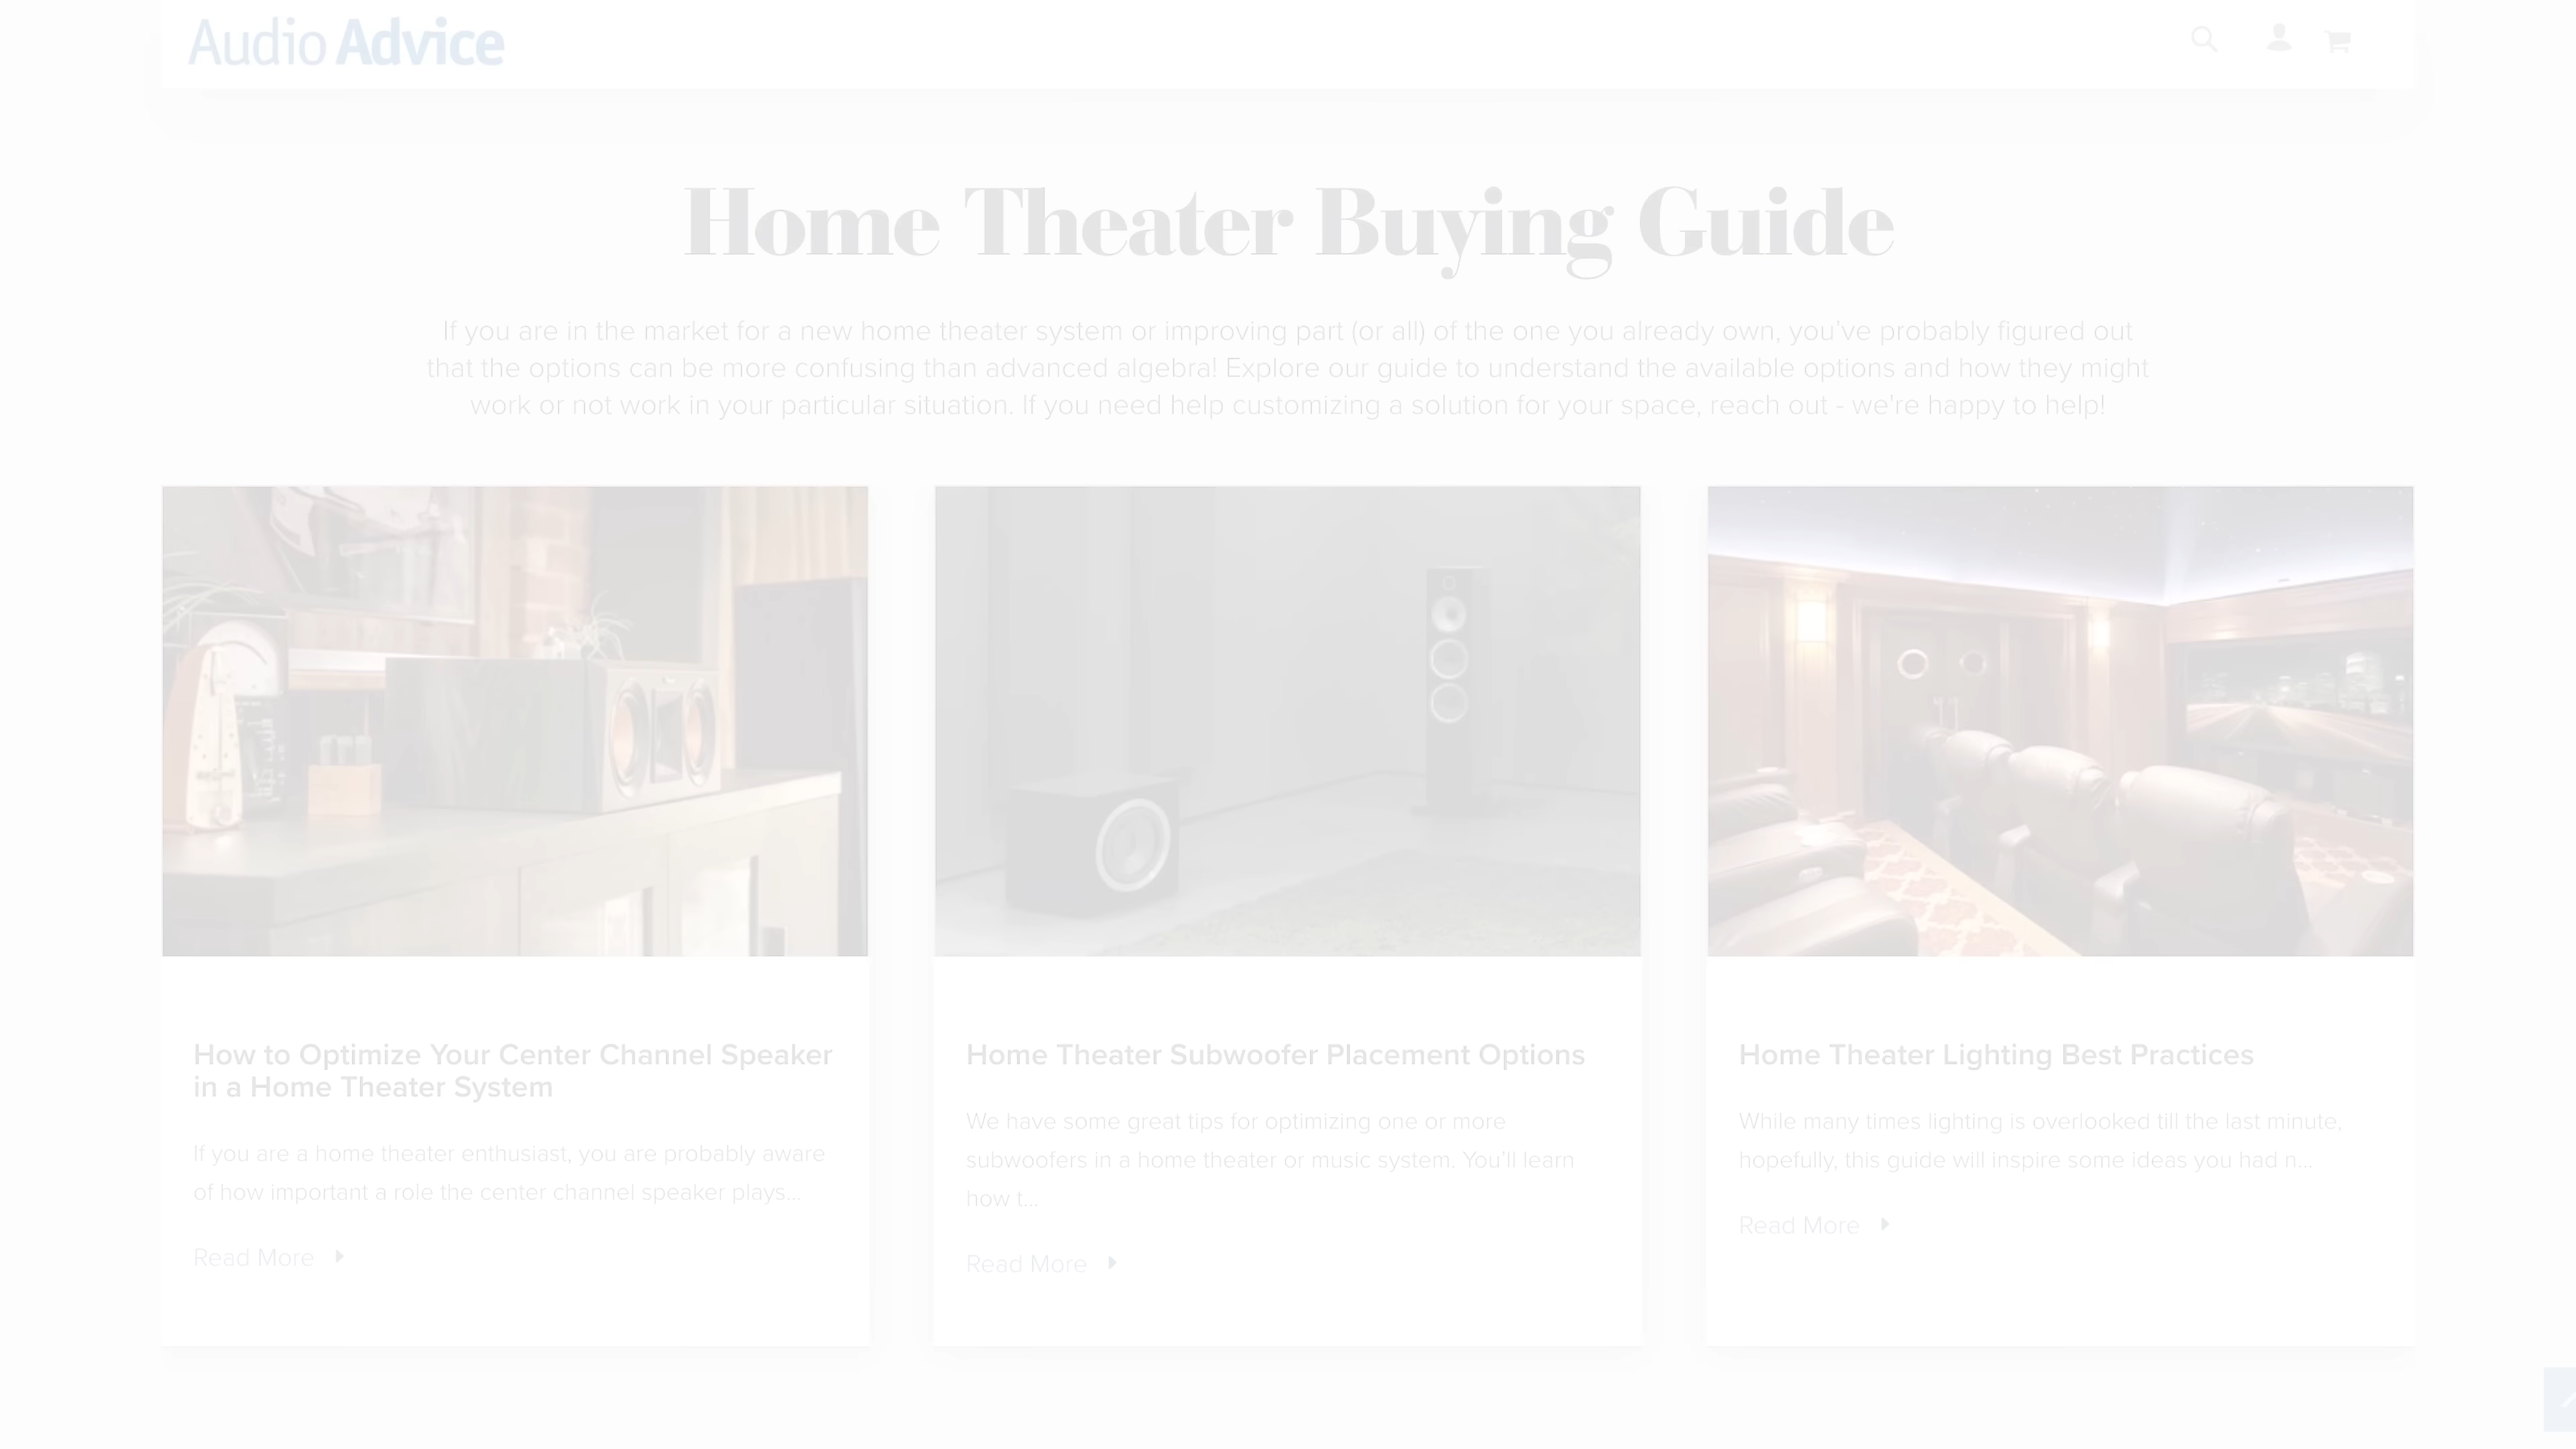 Audio Advice
Home Theater Buying Guide
If you are in the market for a new home theater system or improving part (or all) of the one you already own, you've probably figured out
that the options can be more confusing than advanced algebra! Explore our guide to understand the available options and how they might
work or not work in your particular situation. If you need help customizing a solution for your space, reach out - we're happy to help!
How to Optimize Your Center Channel Speaker
in a Home Theater System
If you are a home theater enthusiast, you are probably aware
of how important a role the center channel speaker plays...
Read More
Home Theater Subwoofer Placement Options
We have some great tips for optimizing one or more
subwoofers in a home theater or music system. You'll learn
how t...
Read More
Home Theater Lighting Best Practices
While many times lighting is overlooked till the last minute,
hopefully, this guide will inspire some ideas you had n...
Read More